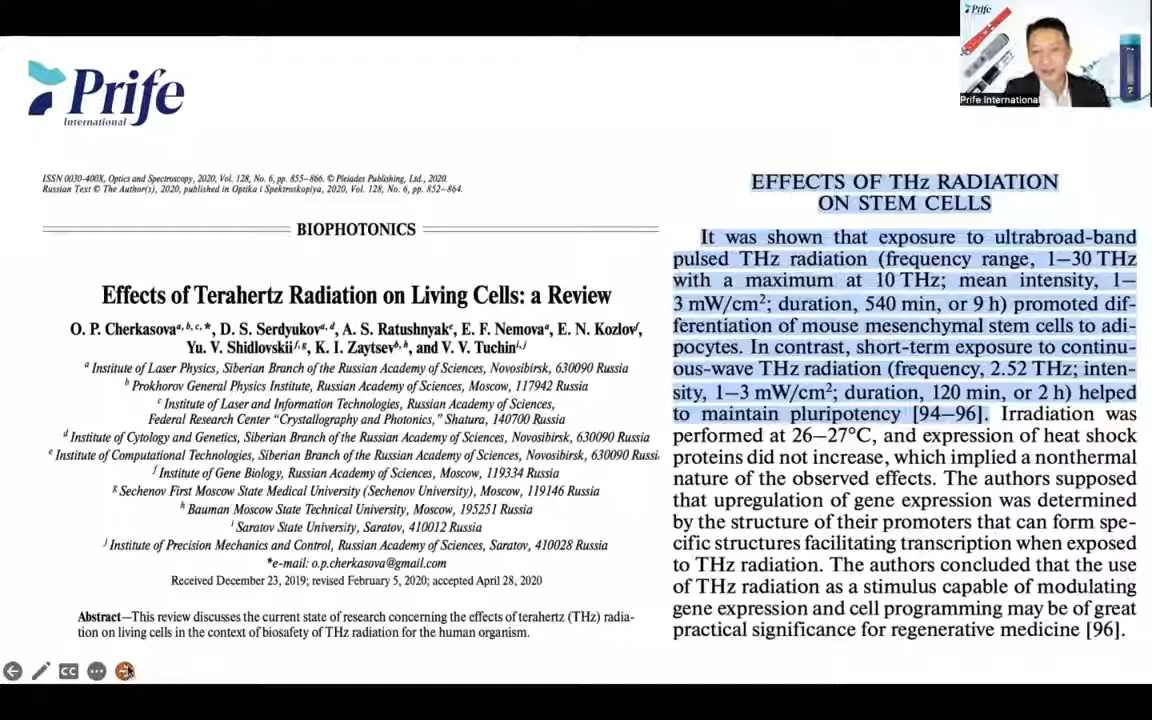 Prife
International
Prife
Prife International
ISSN 0030-400X, Optics and Spectroscopy, 2020, Vol. 128, No. 6, pp. 855–866. © Pleiades Publishing, Ltd., 2020.
Russian Text © The Author(s), 2020, published in Optika i Spektroskopiya, 2020, Vol. 128, No. 6, pp. 852–864.
BIOPHOTONICS
Effects of Terahertz Radiation on Living Cells: a Review
O. P. Cherkasovaa, b, c, *, D. S. Serdyukova, d, A. S. Ratushnyake, E. F. Nemovaa, E. N. Kozlovf,
Yu. V. Shidlovskiif, g, K. I. Zaytsevb, h, and V. V. Tuchini, j
a Institute of Laser Physics, Siberian Branch of the Russian Academy of Sciences, Novosibirsk, 630090 Russia
b Prokhorov General Physics Institute, Russian Academy of Sciences, Moscow, 117942 Russia
c Institute of Laser and Information Technologies, Russian Academy of Sciences,
Federal Research Center “Crystallography and Photonics,” Shatura, 140700 Russia
d Institute of Cytology and Genetics, Siberian Branch of the Russian Academy of Sciences, Novosibirsk, 630090 Russia
e Institute of Computational Technologies, Siberian Branch of the Russian Academy of Sciences, Novosibirsk, 630090 Russi
f Institute of Gene Biology, Russian Academy of Sciences, Moscow, 119334 Russia
g Sechenov First Moscow State Medical University (Sechenov University), Moscow, 119146 Russia
h Bauman Moscow State Technical University, Moscow, 195251 Russia
i Saratov State University, Saratov, 410012 Russia
j Institute of Precision Mechanics and Control, Russian Academy of Sciences, Saratov, 410028 Russia
*e-mail: o.p.cherkasova@gmail.com
Received December 23, 2019; revised February 5, 2020; accepted April 28, 2020
Abstract—This review discusses the current state of research concerning the effects of terahertz (THz) radia-
tion on living cells in the context of biosafety of THz radiation for the human organism.
CC
EFFECTS OF THz RADIATION
ON STEM CELLS
It was shown that exposure to ultrabroad-band
pulsed THz radiation (frequency range, 1–30 THz
with a maximum at 10 THz; mean intensity, 1–
3 mW/cm²; duration, 540 min, or 9 h) promoted dif-
ferentiation of mouse mesenchymal stem cells to adi-
pocytes. In contrast, short-term exposure to continu-
ous-wave THz radiation (frequency, 2.52 THz; inten-
sity, 1–3 mW/cm²; duration, 120 min, or 2 h) helped
to maintain pluripotency [94–96]. Irradiation was
performed at 26–27°C, and expression of heat shock
proteins did not increase, which implied a nonthermal
nature of the observed effects. The authors supposed
that upregulation of gene expression was determined
by the structure of their promoters that can form spe-
cific structures facilitating transcription when exposed
to THz radiation. The authors concluded that the use
of THz radiation as a stimulus capable of modulating
gene expression and cell programming may be of great
practical significance for regenerative medicine [96].